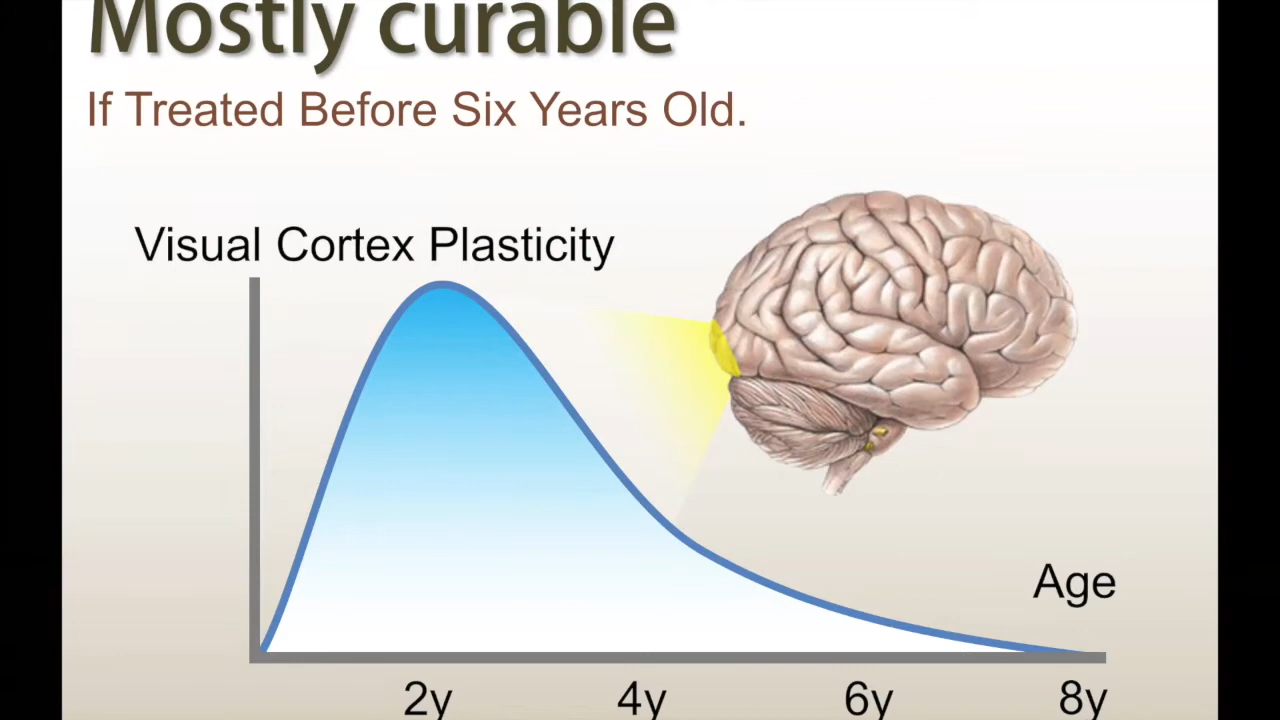 Mostly curable
If Treated Before Six Years Old.
Visual Cortex Plasticity
Age
2y 4y 6y 8y